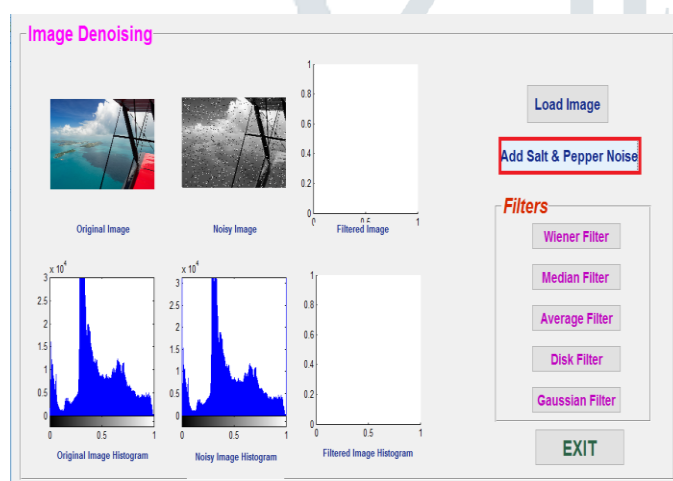 Image Denoising
1
0.8
0.6
0.4
0.2
0
0.5
1
Original Image
Noisy Image
Filtered Image
x 10^4
3
2.5
2
1.5
1
0.5
0
0
0.5
1
Original Image Histogram
x 10^4
3
2.5
2
1.5
1
0.5
0
0
0.5
1
Noisy Image Histogram
1
0.8
0.6
0.4
0.2
0
0
0.5
1
Filtered Image Histogram
Load Image
Add Salt & Pepper Noise
Filters
Wiener Filter
Median Filter
Average Filter
Disk Filter
Gaussian Filter
EXIT